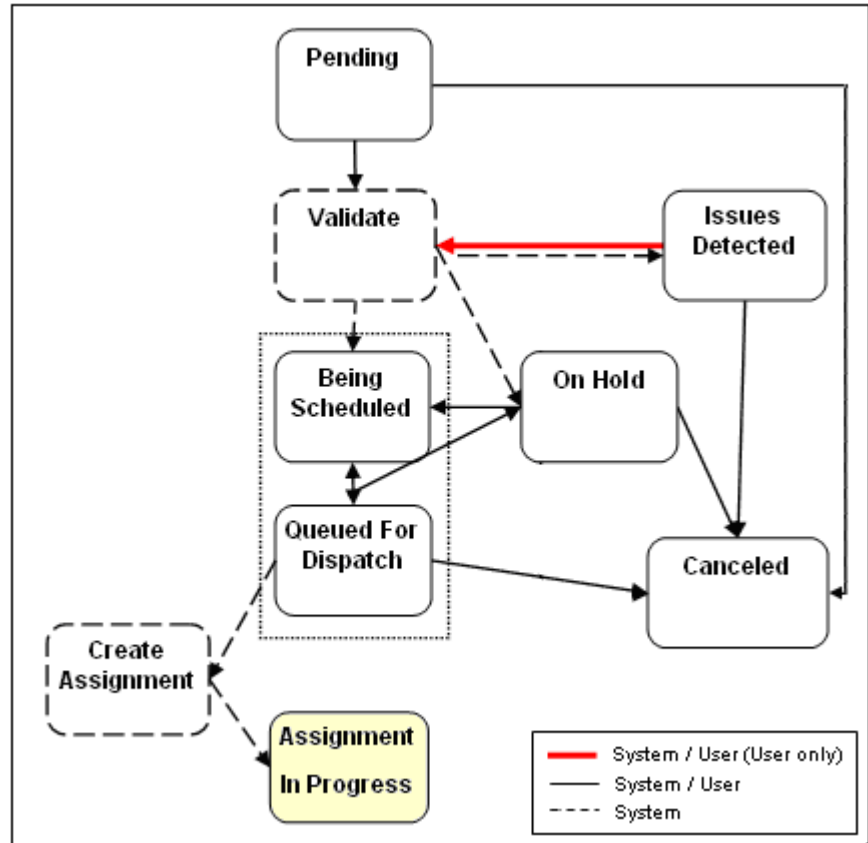 Pending
Validate
Issues
Detected
Being
Scheduled
On Hold
Queued For
Dispatch
Canceled
Create
Assignment
Assignment
In Progress
System / User (User only)
System / User
System